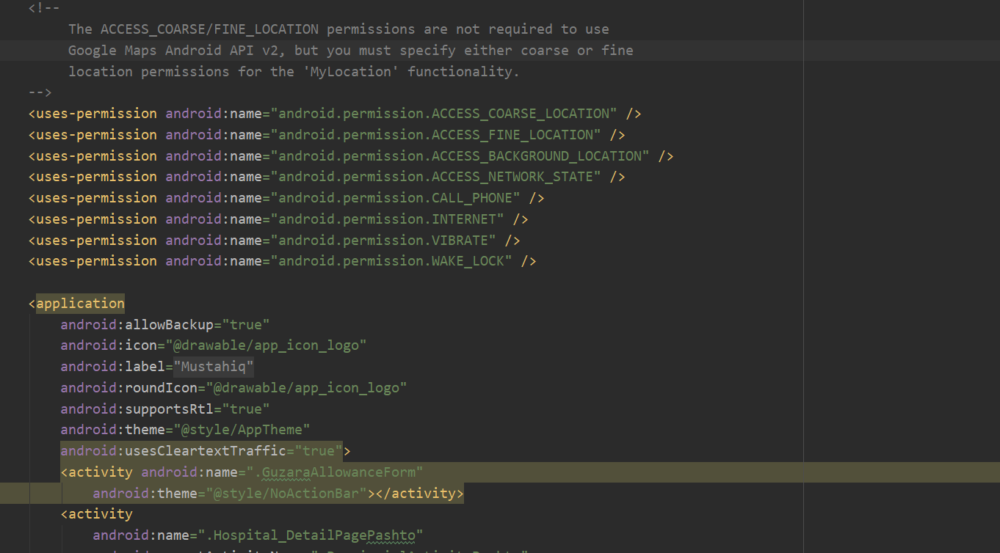 <!--
The ACCESS_COARSE/FINE_LOCATION permissions are not required to use
Google Maps Android API v2, but you must specify either coarse or fine
location permissions for the 'MyLocation' functionality.
-->
<uses-permission android:name="android.permission.ACCESS_COARSE_LOCATION" />
<uses-permission android:name="android.permission.ACCESS_FINE_LOCATION" />
<uses-permission android:name="android.permission.ACCESS_BACKGROUND_LOCATION" />
<uses-permission android:name="android.permission.ACCESS_NETWORK_STATE" />
<uses-permission android:name="android.permission.CALL_PHONE" />
<uses-permission android:name="android.permission.INTERNET" />
<uses-permission android:name="android.permission.VIBRATE" />
<uses-permission android:name="android.permission.WAKE_LOCK" />
<application
android:allowBackup="true"
android:icon="@drawable/app_icon_logo"
android:label="Mustahiq"
android:roundIcon="@drawable/app_icon_logo"
android:supportsRtl="true"
android:theme="@style/AppTheme"
android:usesCleartextTraffic="true">
<activity android:name=".GuzaraAllowanceForm"
android:theme="@style/NoActionBar"></activity>
<activity
android:name=".Hospital_DetailPagePashto"